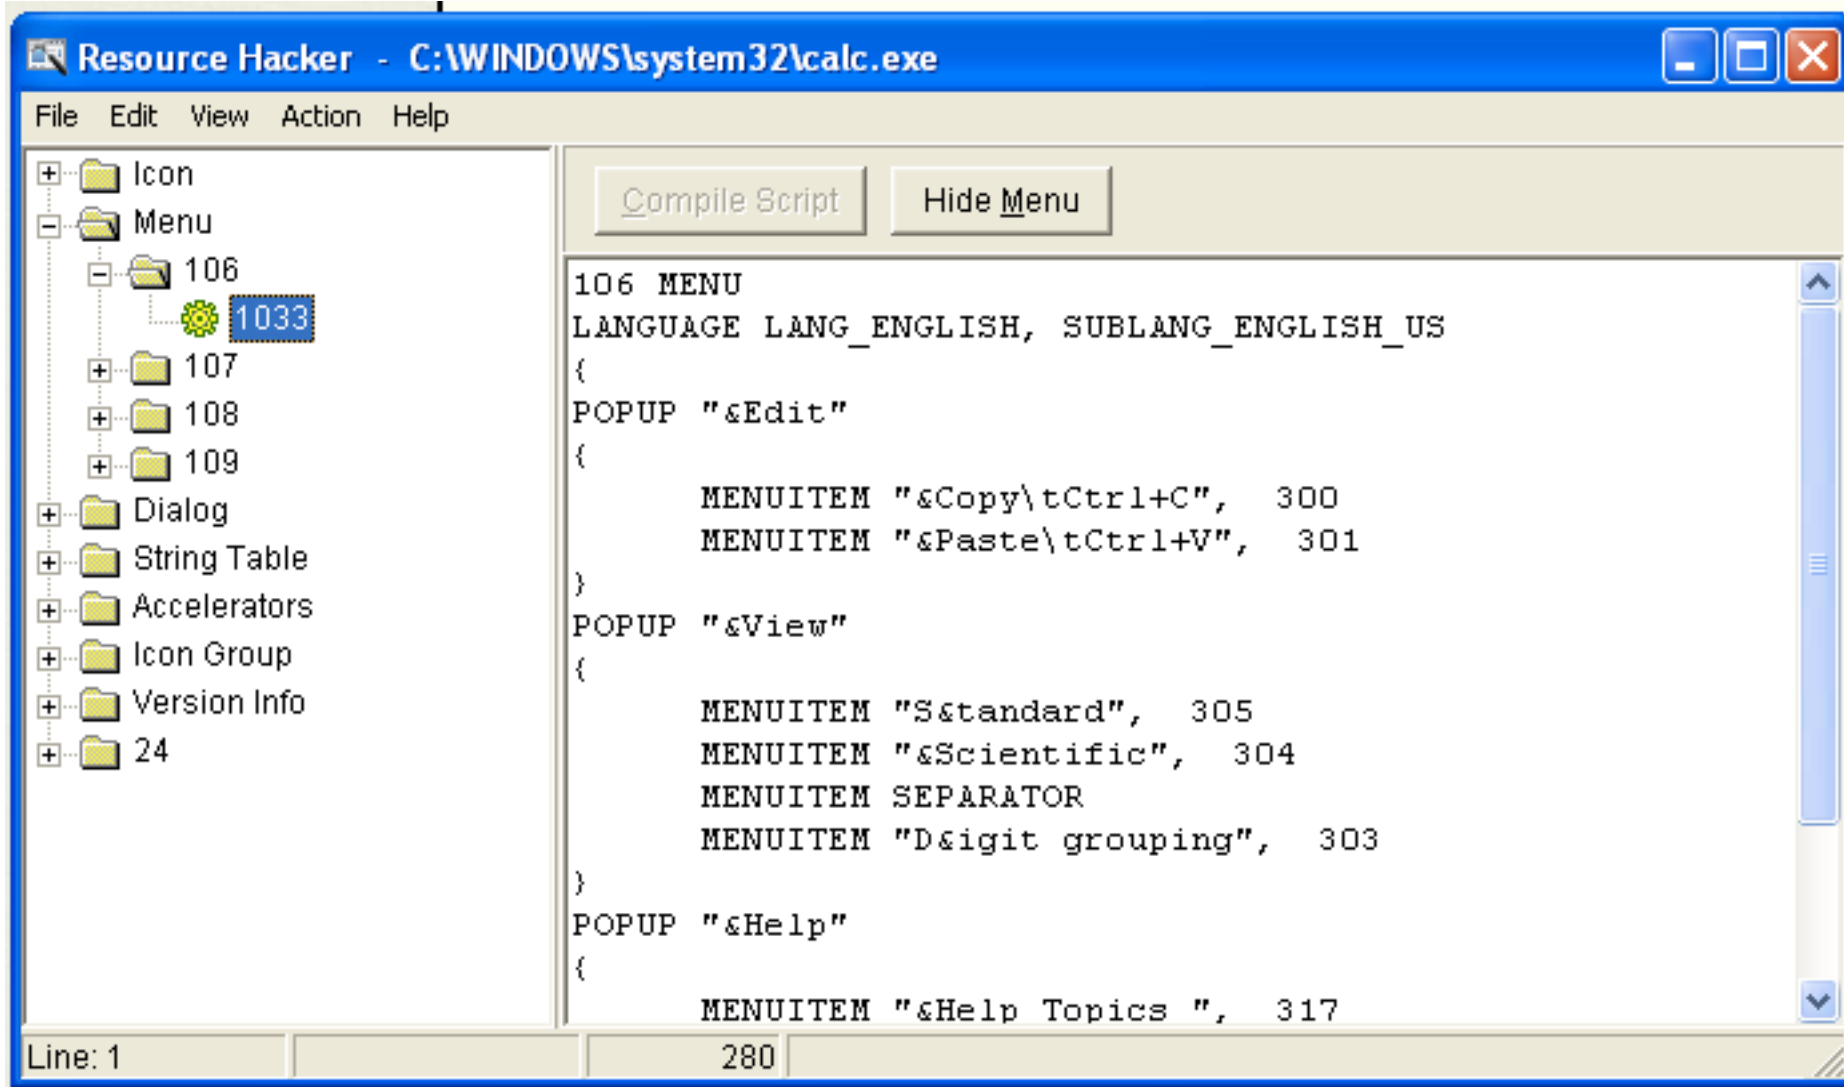 Resource Hacker - C:\WINDOWS\system32\calc.exe
File Edit View Action Help
Icon
Menu
106
1033
107
108
109
Dialog
String Table
Accelerators
Icon Group
Version Info
24
Compile Script Hide Menu
106 MENU
LANGUAGE LANG_ENGLISH, SUBLANG_ENGLISH_US
{
POPUP "&Edit"
{
MENUITEM "&Copy\tCtrl+C", 300
MENUITEM "&Paste\tCtrl+V", 301
}
POPUP "&View"
{
MENUITEM "S&tandard", 305
MENUITEM "&Scientific", 304
MENUITEM SEPARATOR
MENUITEM "D&igit grouping", 303
}
POPUP "&Help"
{
MENUITEM "&Help Topics ", 317
Line: 1 280